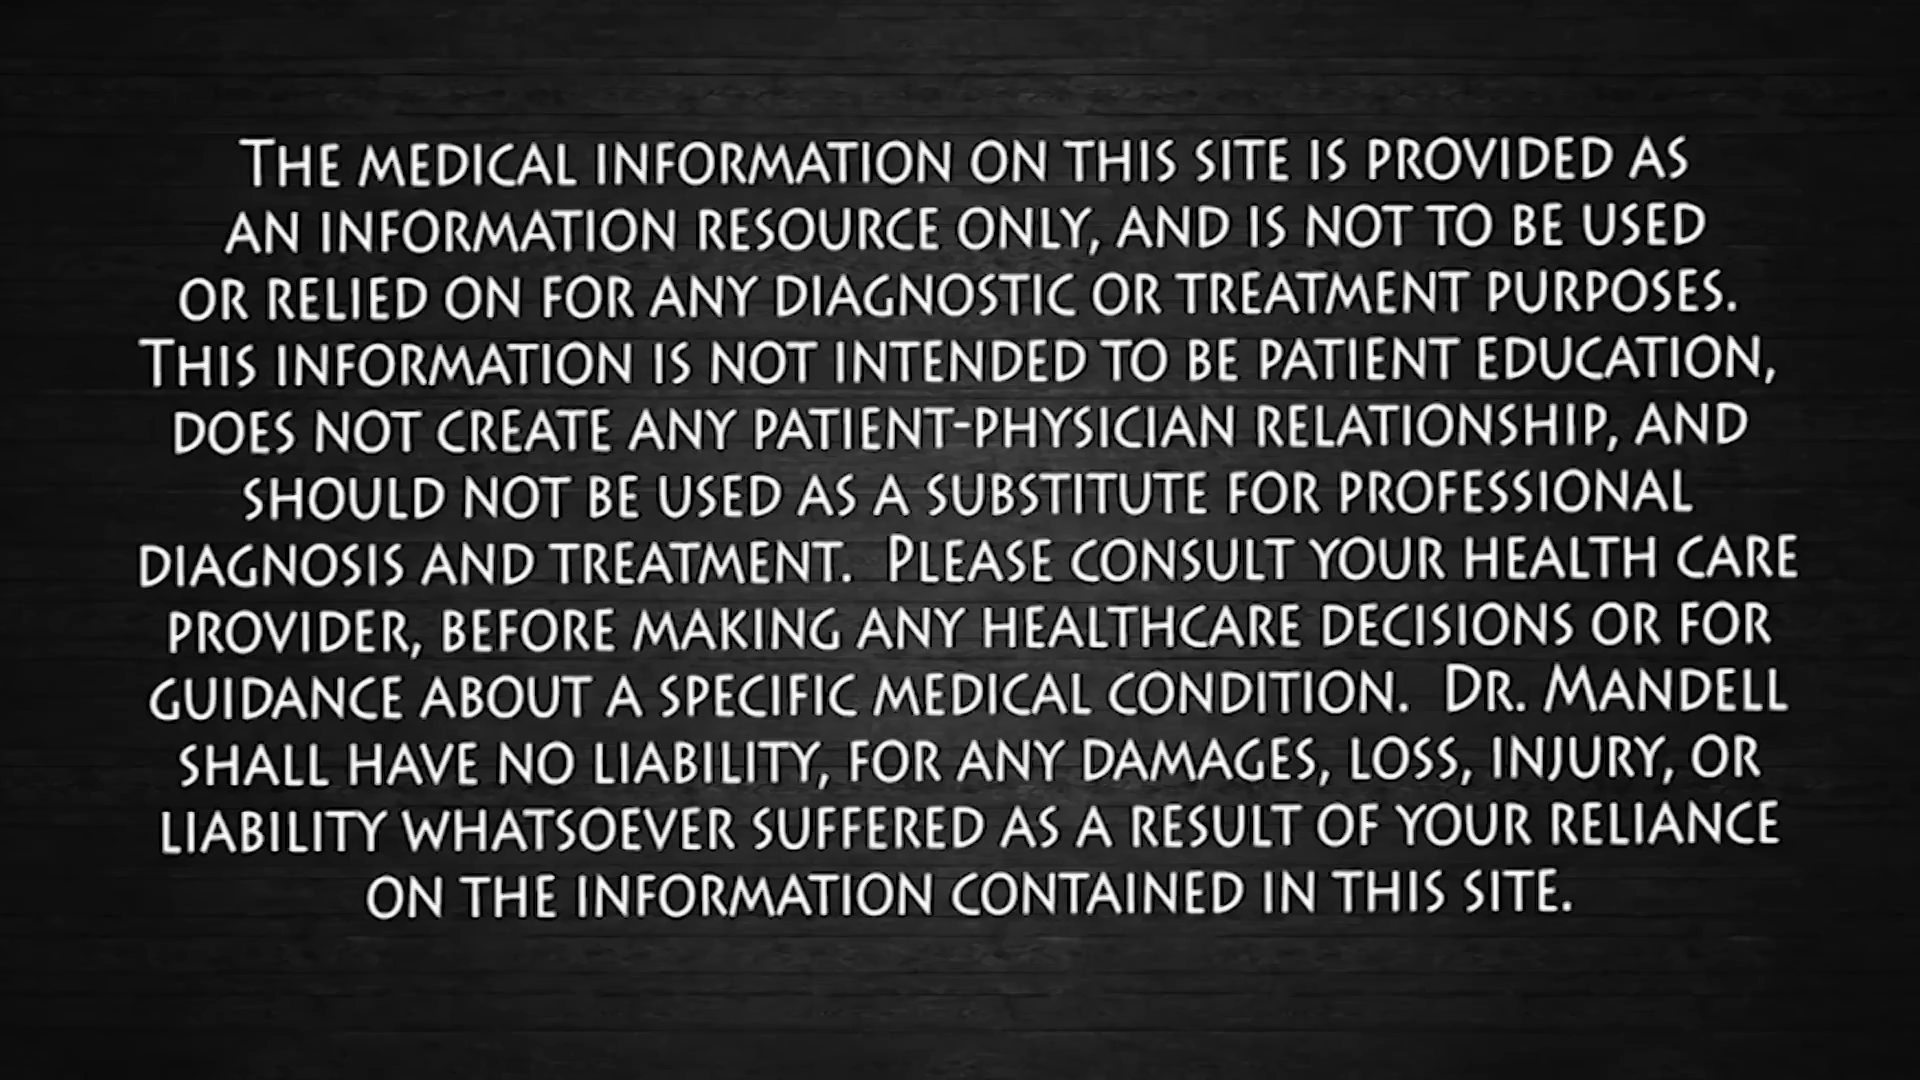 The medical information on this site is provided as
an information resource only, and is not to be used
or relied on for any diagnostic or treatment purposes.
This information is not intended to be patient education,
does not create any patient-physician relationship, and
should not be used as a substitute for professional
diagnosis and treatment. Please consult your health care
provider, before making any healthcare decisions or for
guidance about a specific medical condition. Dr. Mandell
shall have no liability, for any damages, loss, injury, or
liability whatsoever suffered as a result of your reliance
on the information contained in this site.